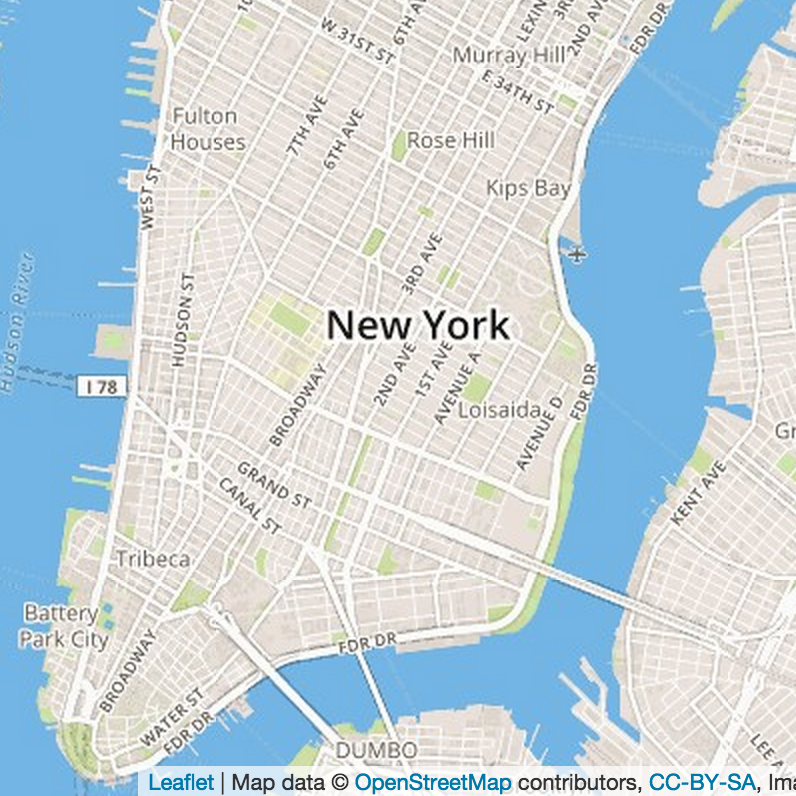 10
6TH AV
LEXIN
3R
2ND AV
FDR DR
W 31ST ST
Murray Hill
E 34TH ST
Fulton
Houses
7TH AVE
6TH AVE
Rose Hill
Kips Bay
WEST ST
3RD AVE
Hudson River
HUDSON ST
New York
I 78
2ND AVE
1ST AVE
AVENUE A
BROADWAY
Loisaida
AVENUE D
FDR DR
Gr
GRAND ST
CANAL ST
KENT AVE
Tribeca
Battery
Park City
BROADWAY
FDR DR
WATER ST
FDR DR
DUMBO
LEE A
Leaflet | Map data © OpenStreetMap contributors, CC-BY-SA, Ima